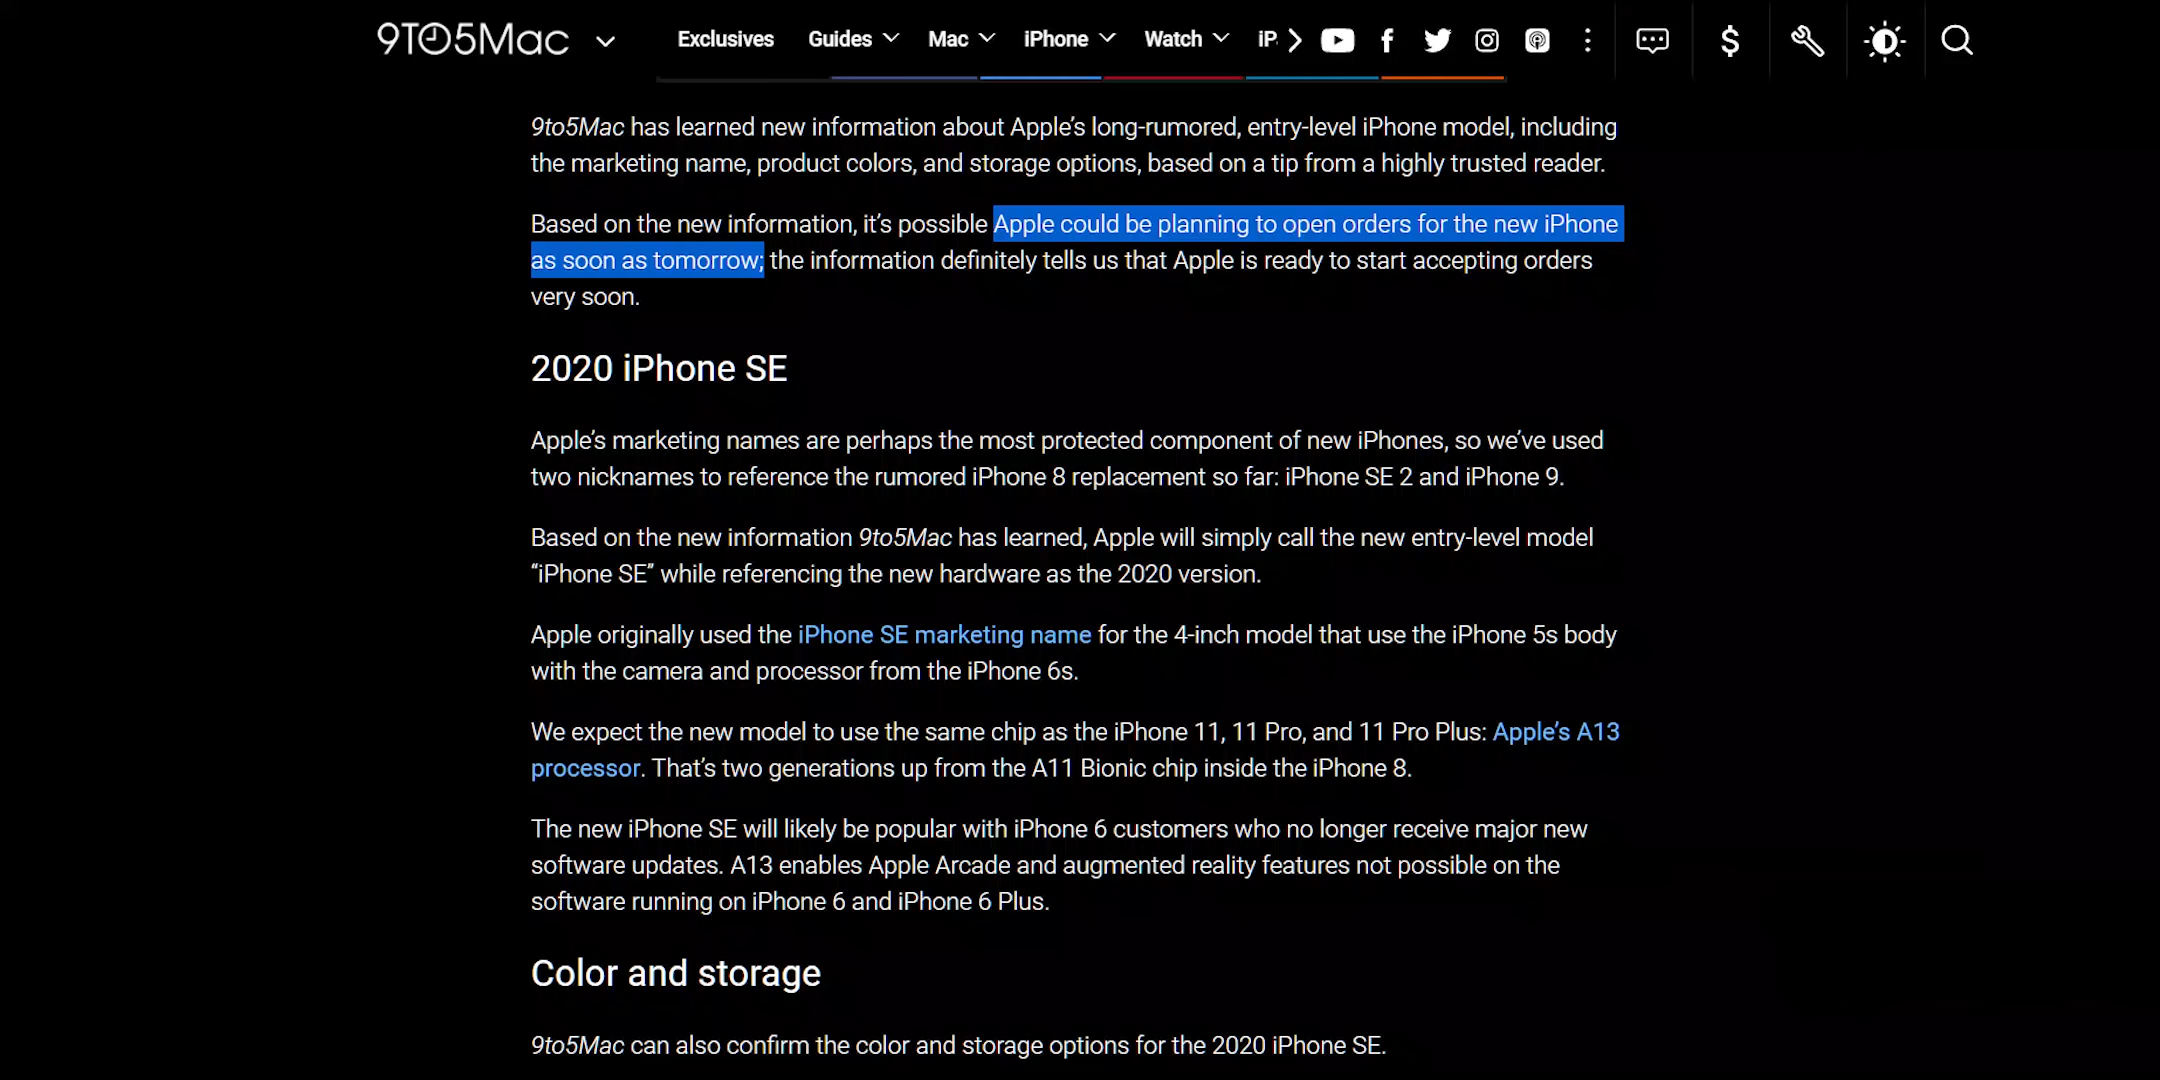 9TO5Mac Exclusives Guides Mac iPhone Watch iP
9to5Mac has learned new information about Apple’s long-rumored, entry-level iPhone model, including
the marketing name, product colors, and storage options, based on a tip from a highly trusted reader.
Based on the new information, it’s possible Apple could be planning to open orders for the new iPhone
as soon as tomorrow; the information definitely tells us that Apple is ready to start accepting orders
very soon.
2020 iPhone SE
Apple’s marketing names are perhaps the most protected component of new iPhones, so we’ve used
two nicknames to reference the rumored iPhone 8 replacement so far: iPhone SE 2 and iPhone 9.
Based on the new information 9to5Mac has learned, Apple will simply call the new entry-level model
“iPhone SE” while referencing the new hardware as the 2020 version.
Apple originally used the iPhone SE marketing name for the 4-inch model that use the iPhone 5s body
with the camera and processor from the iPhone 6s.
We expect the new model to use the same chip as the iPhone 11, 11 Pro, and 11 Pro Plus: Apple’s A13
processor. That’s two generations up from the A11 Bionic chip inside the iPhone 8.
The new iPhone SE will likely be popular with iPhone 6 customers who no longer receive major new
software updates. A13 enables Apple Arcade and augmented reality features not possible on the
software running on iPhone 6 and iPhone 6 Plus.
Color and storage
9to5Mac can also confirm the color and storage options for the 2020 iPhone SE.